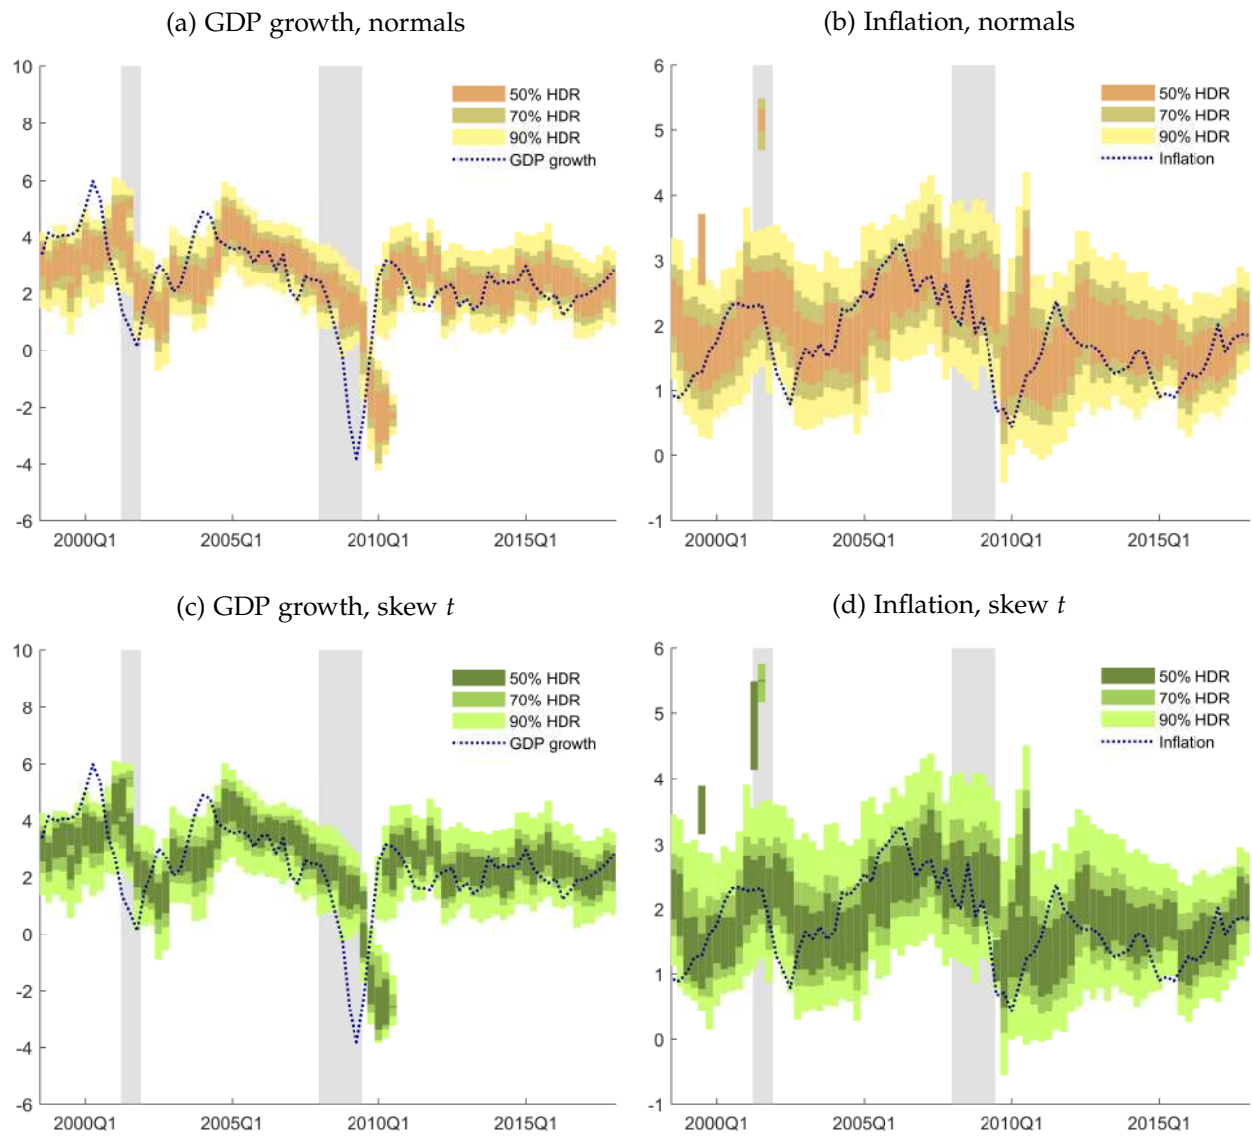 (a) GDP growth, normals
10
8
6
4
2
0
-2
-4
-6
2000Q1
2005Q1
2010Q1
2015Q1
50% HDR
70% HDR
90% HDR
GDP growth
(b) Inflation, normals
6
5
4
3
2
1
0
-1
2000Q1
2005Q1
2010Q1
2015Q1
50% HDR
70% HDR
90% HDR
Inflation
(c) GDP growth, skew t
10
8
6
4
2
0
-2
-4
-6
2000Q1
2005Q1
2010Q1
2015Q1
50% HDR
70% HDR
90% HDR
GDP growth
(d) Inflation, skew t
6
5
4
3
2
1
0
-1
2000Q1
2005Q1
2010Q1
2015Q1
50% HDR
70% HDR
90% HDR
Inflation